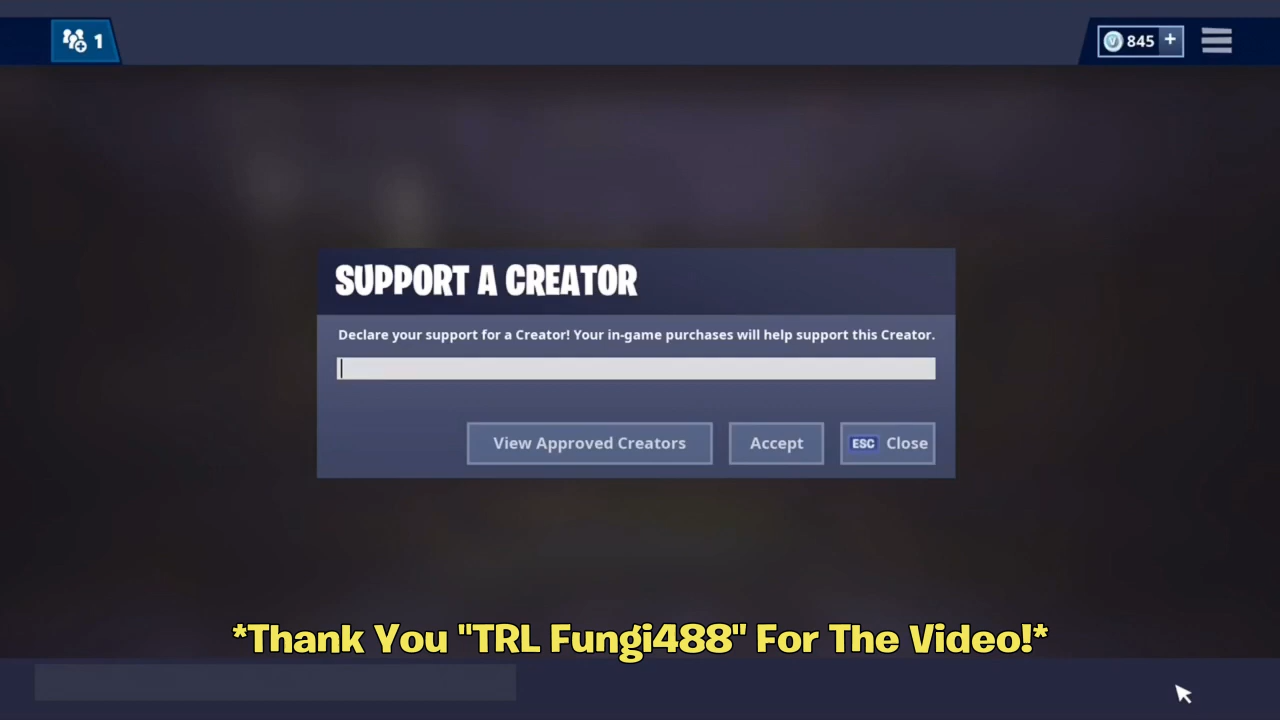 1
845 +
SUPPORT A CREATOR
Declare your support for a Creator! Your in-game purchases will help support this Creator.
View Approved Creators
Accept
ESC Close
*Thank You "TRL Fungi488" For The Video!*